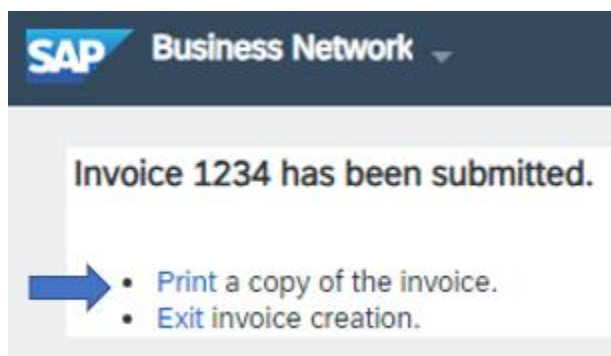 SAP Business Network
Invoice 1234 has been submitted.
• Print a copy of the invoice.
• Exit invoice creation.